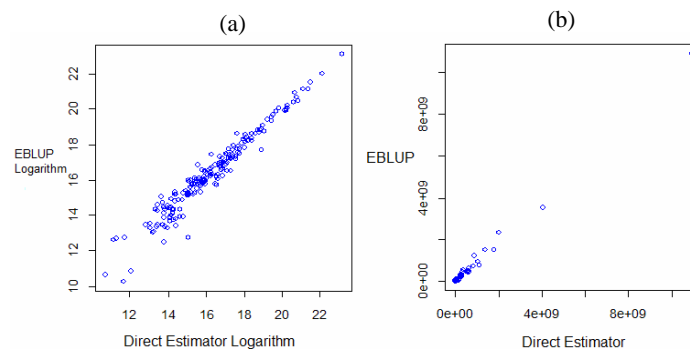 (a)
(b)
EBLUP
Logarithm
22
20
18
16
14
12
10
12 14 16 18 20 22
Direct Estimator Logarithm
EBLUP
8e+09
4e+09
0e+00
0e+00 4e+09 8e+09
Direct Estimator